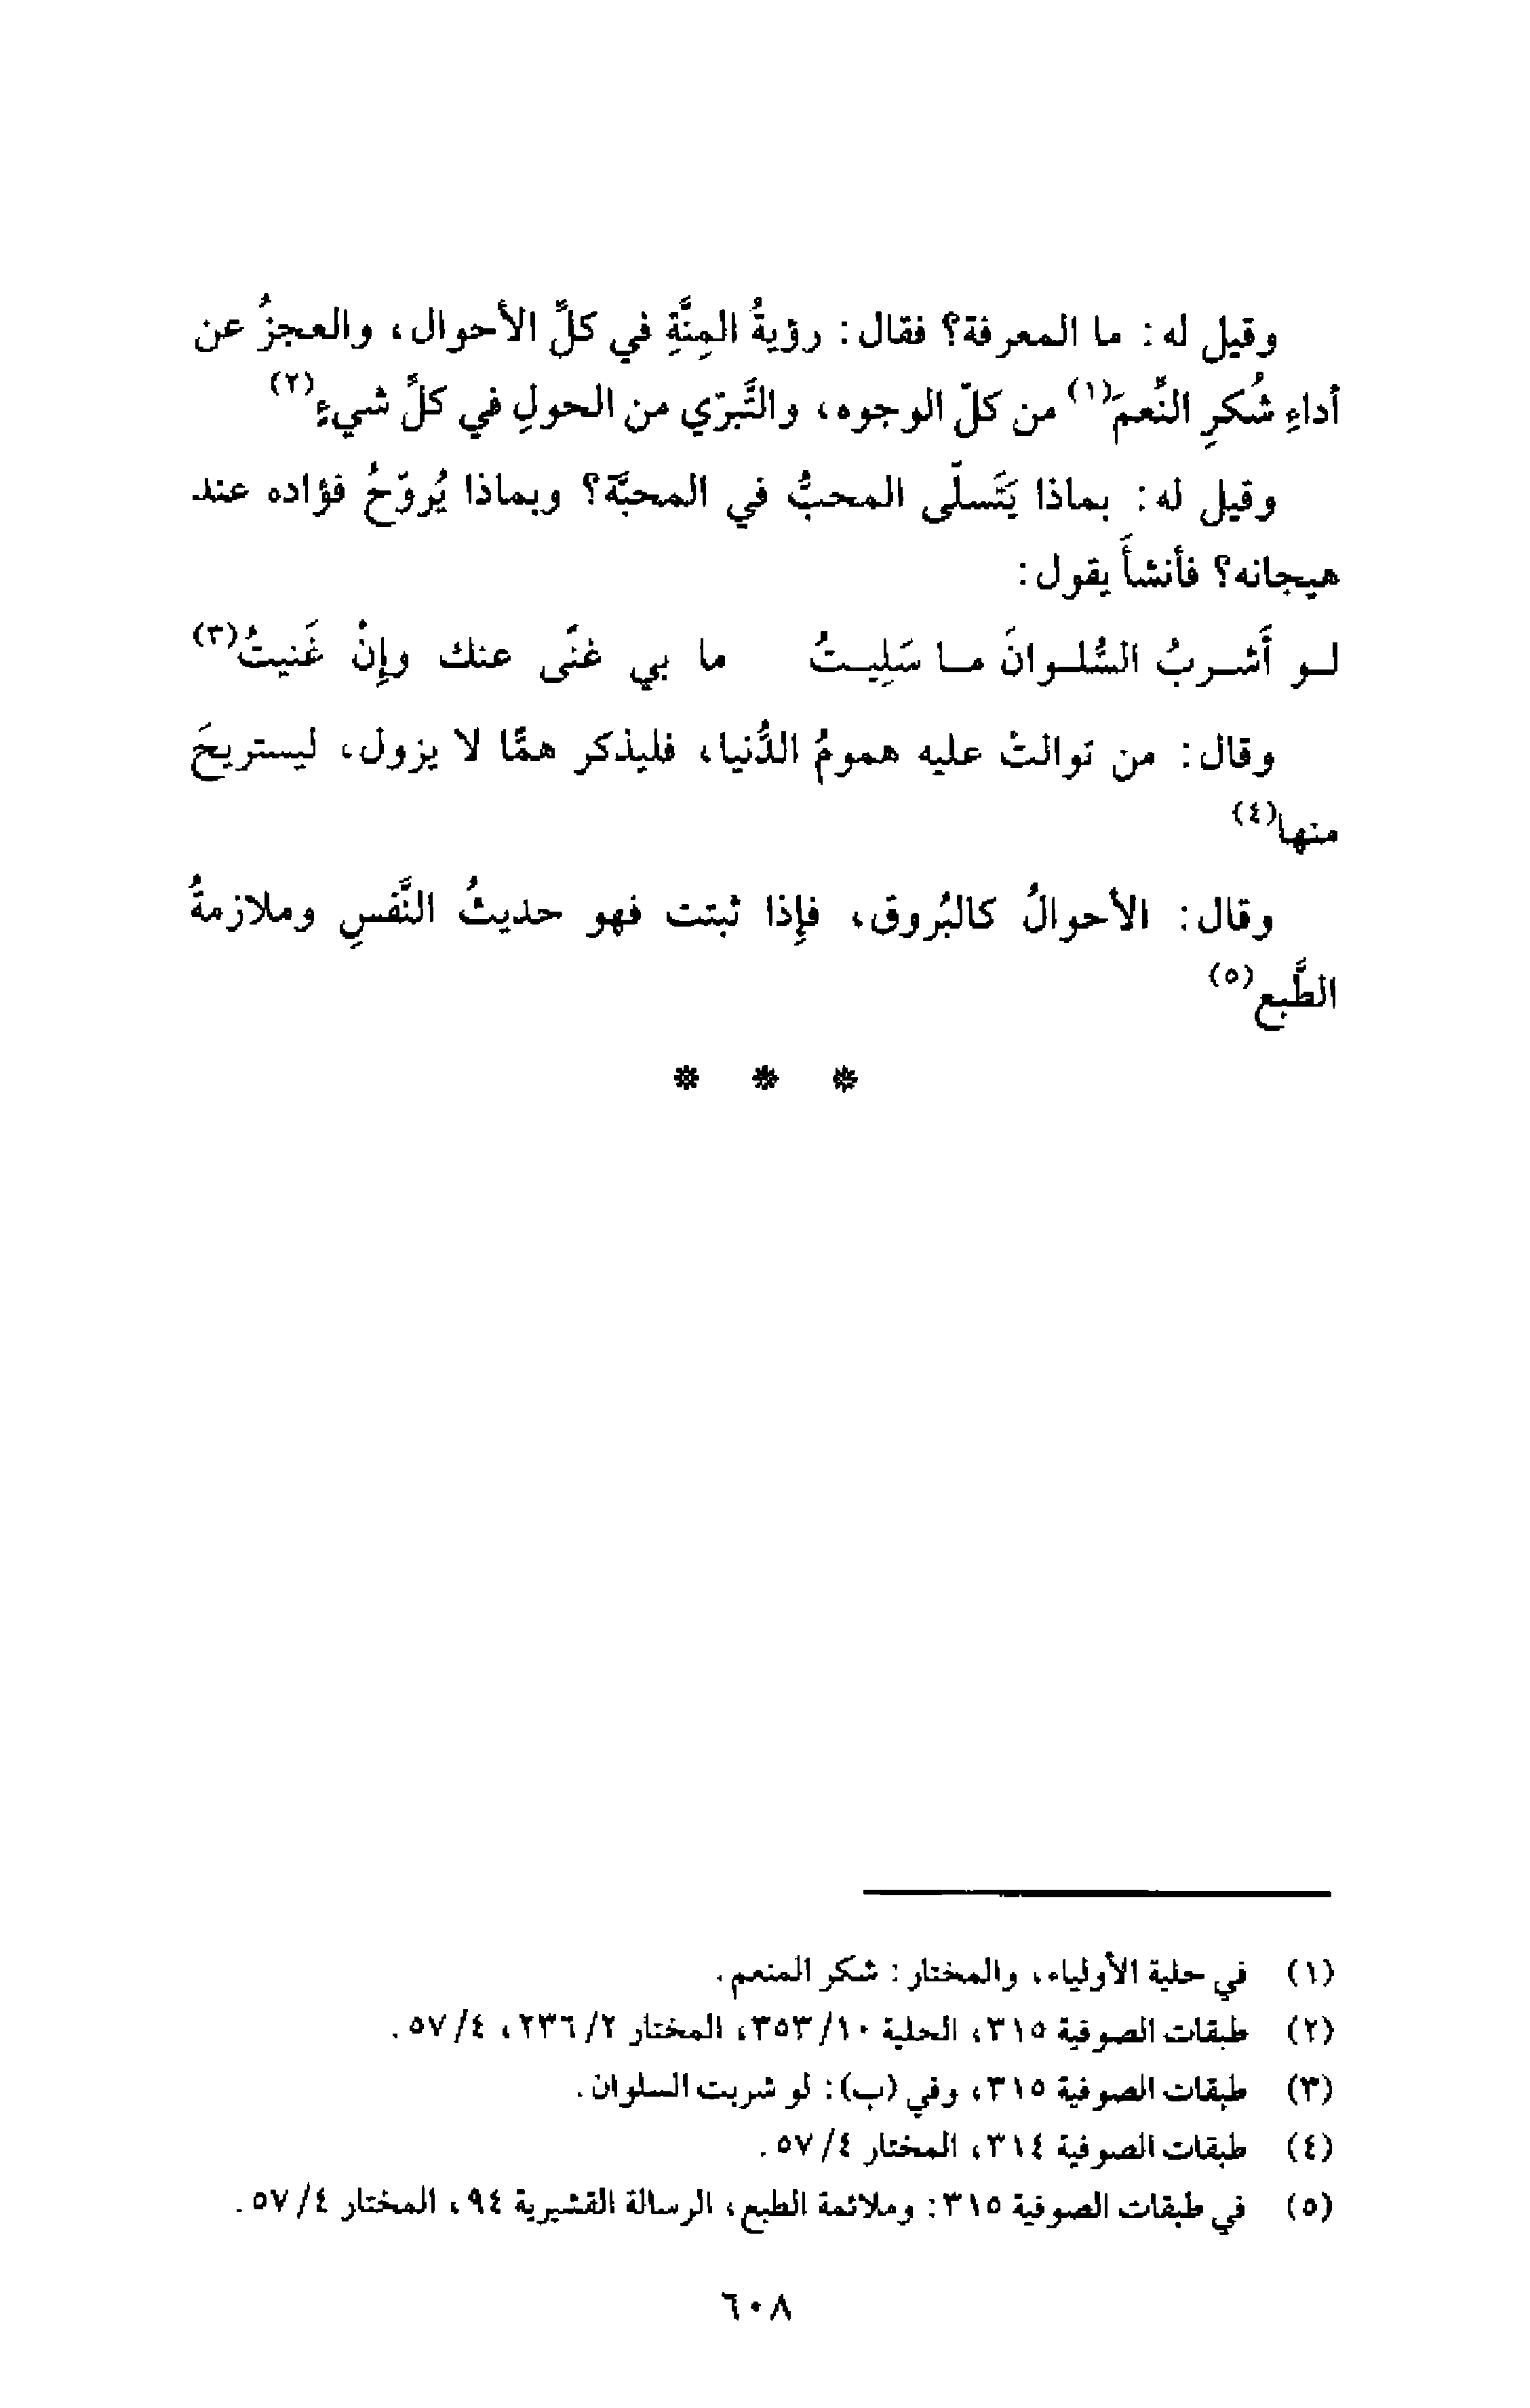 وقيل له: ما المعرفة؟ فقال: رؤيةُ المِنَّةِ في كلِّ الأحوال، والعجزُ عن
أداءِ شُكرِ النِّعمَ(١) من كلّ الوجوه، والتَّبرّي من الحولِ في كلِّ شيءٍ(٢)
وقيل له: بماذا يَتَسلّى المحبُّ في المحبَّة؟ وبماذا يُروّحُ فؤاده عند
هيجانه؟ فأنشأَ يقول:
لـو أَشـربُ السُّلـوانَ مـا سَلِيـتُ ما بي غنًى عنك وإنْ غَنيتُ(٣)
وقال: من توالتْ عليه همومُ الدُّنيا، فليذكر همًّا لا يزول، ليستريحَ
منها(٤)
وقال: الأحوالُ كالبُروق، فإذا ثبتت فهو حديثُ النَّفسِ وملازمةُ
الطَّبع(٥)
* * *
(١) في حلية الأولياء، والمختار: شكر المنعم.
(٢) طبقات الصوفية ٣١٥، الحلية ١٠/٣٥٣، المختار ٢/٢٣٦، ٤/٥٧.
(٣) طبقات الصوفية ٣١٥، وفي (ب): لو شربت السلوان.
(٤) طبقات الصوفية ٣١٤، المختار ٤/٥٧.
(٥) في طبقات الصوفية ٣١٥: وملائمة الطبع، الرسالة القشيرية ٩٤، المختار ٤/٥٧.
٦٠٨